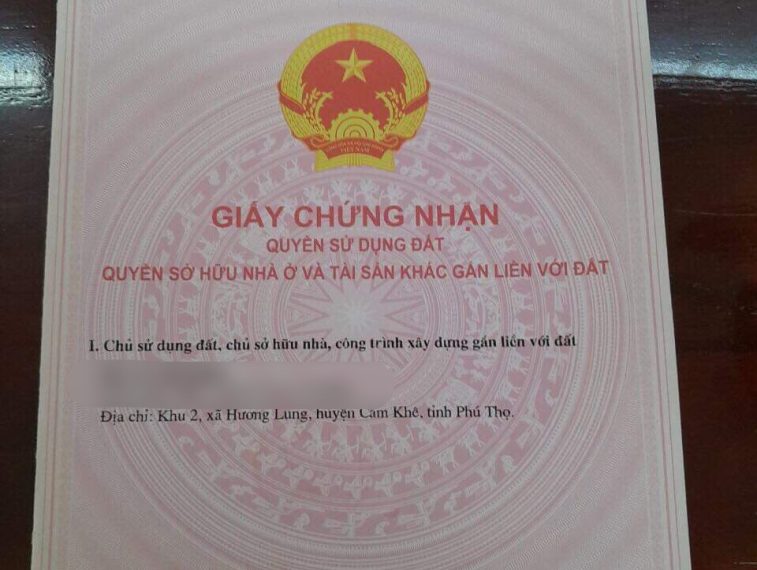 GIẤY CHỨNG NHẬN
QUYỀN SỬ DỤNG ĐẤT
QUYỀN SỞ HỮU NHÀ Ở VÀ TÀI SẢN KHÁC GẮN LIỀN VỚI ĐẤT
I. Chủ sử dụng đất, chủ sở hữu nhà, công trình xây dựng gắn liền với đất
Địa chỉ: Khu 2, xã Hương Lung, huyện Cẩm Khê, tỉnh Phú Thọ.